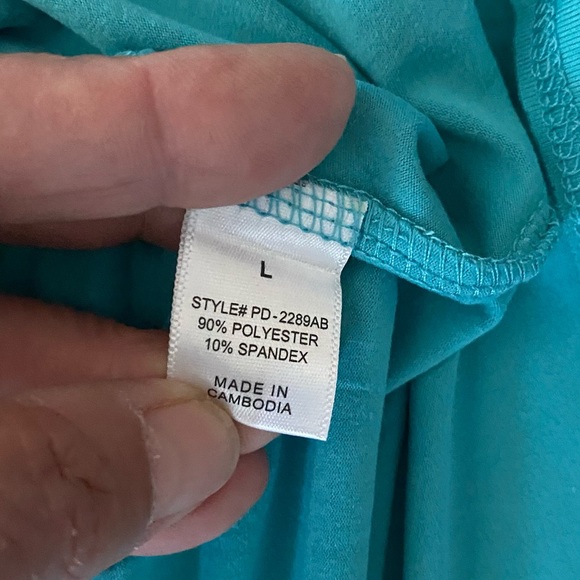 L
STYLE# PD-2289AB
90% POLYESTER
10% SPANDEX
MADE IN
CAMBODIA